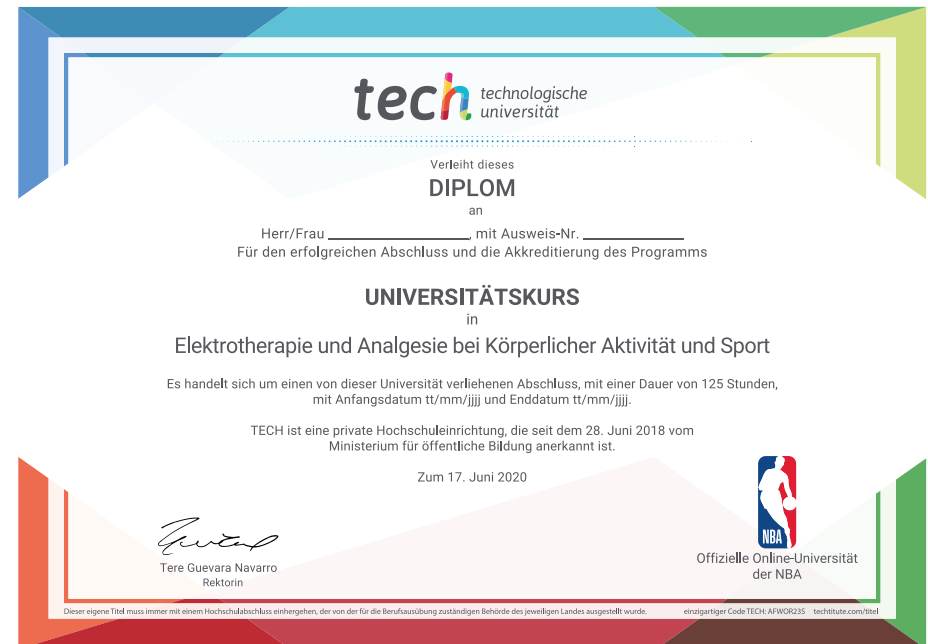 tech technologische
universität
Verleiht dieses
DIPLOM
an
Herr/Frau ____________________, mit Ausweis-Nr. ______________
Für den erfolgreichen Abschluss und die Akkreditierung des Programms
UNIVERSITÄTSKURS
in
Elektrotherapie und Analgesie bei Körperlicher Aktivität und Sport
Es handelt sich um einen von dieser Universität verliehenen Abschluss, mit einer Dauer von 125 Stunden,
mit Anfangsdatum tt/mm/jjjj und Enddatum tt/mm/jjjj.
TECH ist eine private Hochschuleinrichtung, die seit dem 28. Juni 2018 vom
Ministerium für öffentliche Bildung anerkannt ist.
Zum 17. Juni 2020
Tere Guevara Navarro
Rektorin
NBA
Offizielle Online-Universität
der NBA
Dieser eigene Titel muss immer mit einem Hochschulabschluss einhergehen, der von der für die Berufsausübung zuständigen Behörde des jeweiligen Landes ausgestellt wurde. einzigartiger Code TECH: AFWOR23S techtitute.com/titel